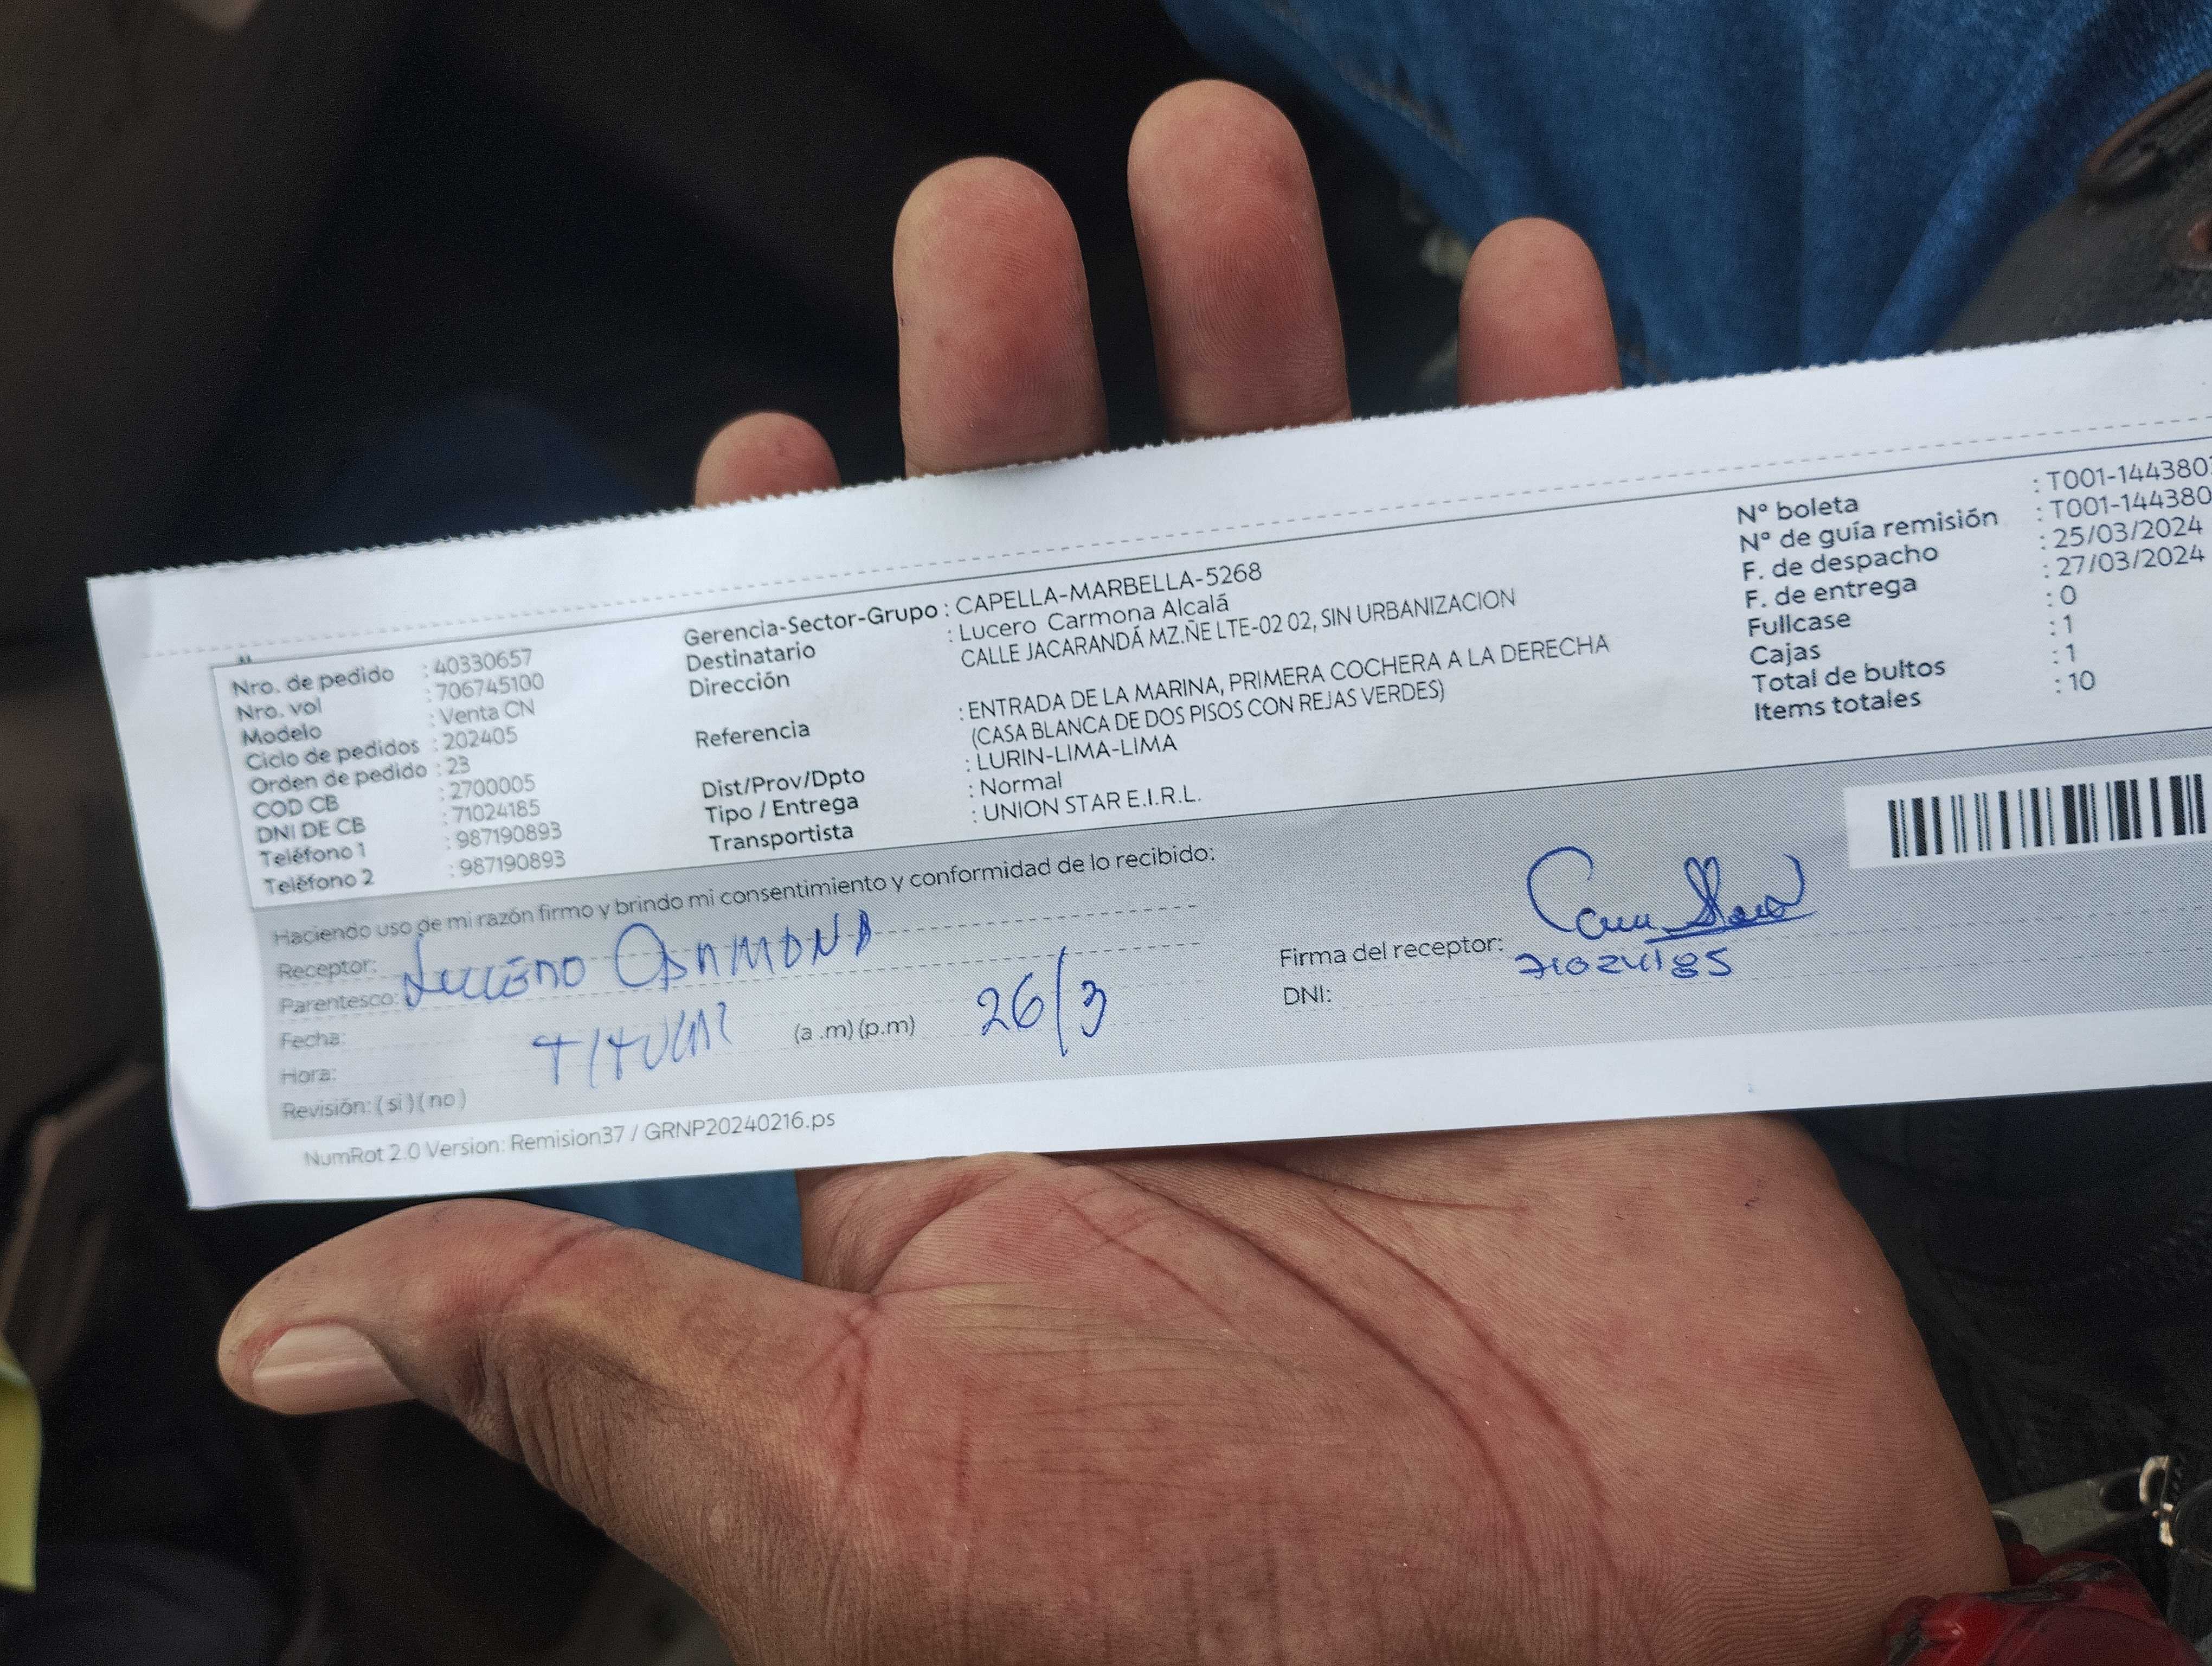 Nro. de pedido : 40330657
Nro. vol : 706745100
Modelo : Venta CN
Ciclo de pedidos : 202405
Orden de pedido : 23
COD CB : 2700005
DNI DE CB : 71024185
Teléfono 1 : 987190893
Teléfono 2 : 987190893
Gerencia-Sector-Grupo : CAPELLA-MARBELLA-5268
Destinatario : Lucero Carmona Alcalá
Dirección CALLE JACARANDÁ MZ.ÑE LTE-02 02, SIN URBANIZACION
Referencia : ENTRADA DE LA MARINA, PRIMERA COCHERA A LA DERECHA
(CASA BLANCA DE DOS PISOS CON REJAS VERDES)
Dist/Prov/Dpto : LURIN-LIMA-LIMA
Tipo / Entrega : Normal
Transportista : UNION STAR E.I.R.L.
Nº boleta : T001-144380
Nº de guía remisión : T001-144380
F. de despacho : 25/03/2024
F. de entrega : 27/03/2024
Fullcase : 0
Cajas : 1
Total de bultos : 1
Items totales : 10
Haciendo uso de mi razón firmo y brindo mi consentimiento y conformidad de lo recibido:
Receptor:
Parentesco: Lucero Carmona
Fecha:
Titular (a .m) (p.m) 26/3
Hora:
Revisión: ( si ) ( no )
Firma del receptor:
71024185
DNI:
NumRot 2.0 Version: Remision37 / GRNP20240216.ps